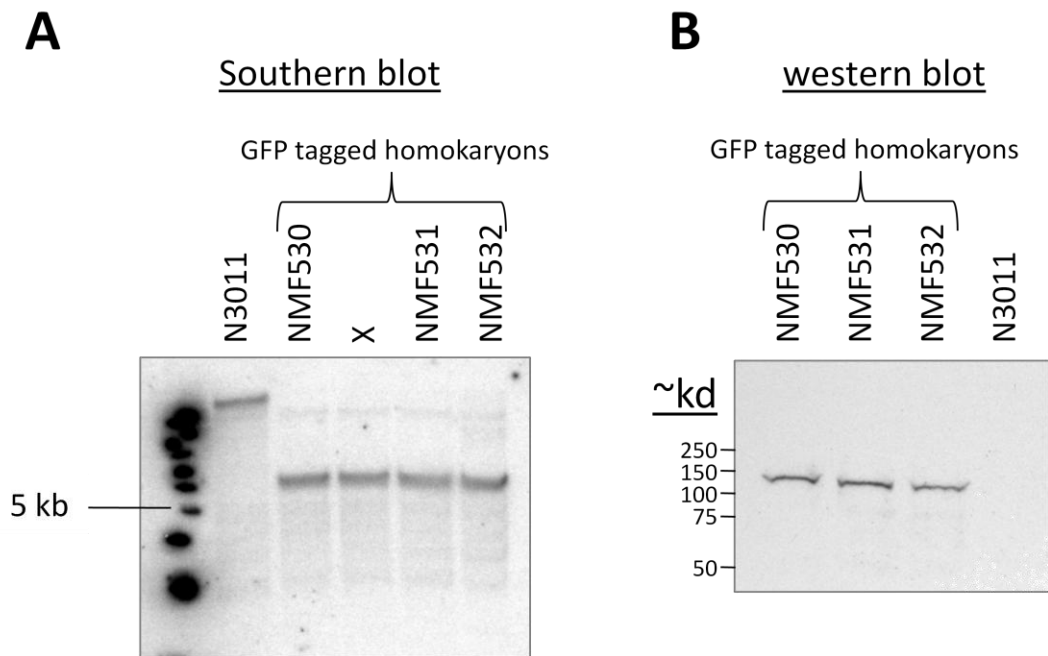 A
Southern blot
GFP tagged homokaryons
N3011
NMF530
X
NMF531
NMF532
5 kb
B
western blot
GFP tagged homokaryons
NMF530
NMF531
NMF532
N3011
~kd
250
150
100
75
50